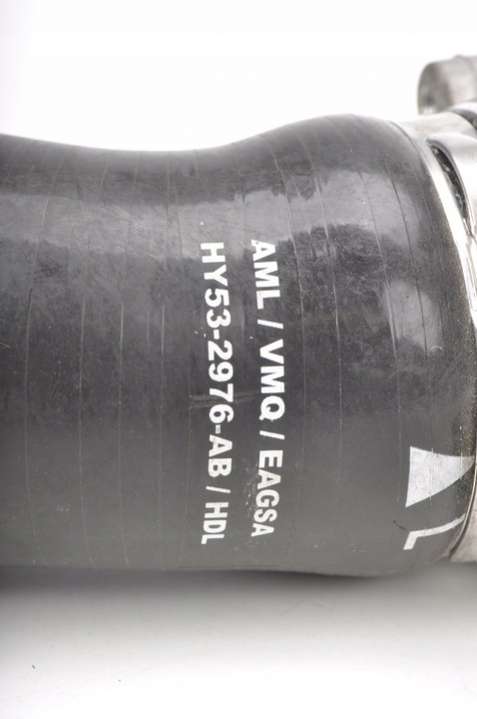 AML / VMQ / EAGSA
HY53-2976-AB / HDL